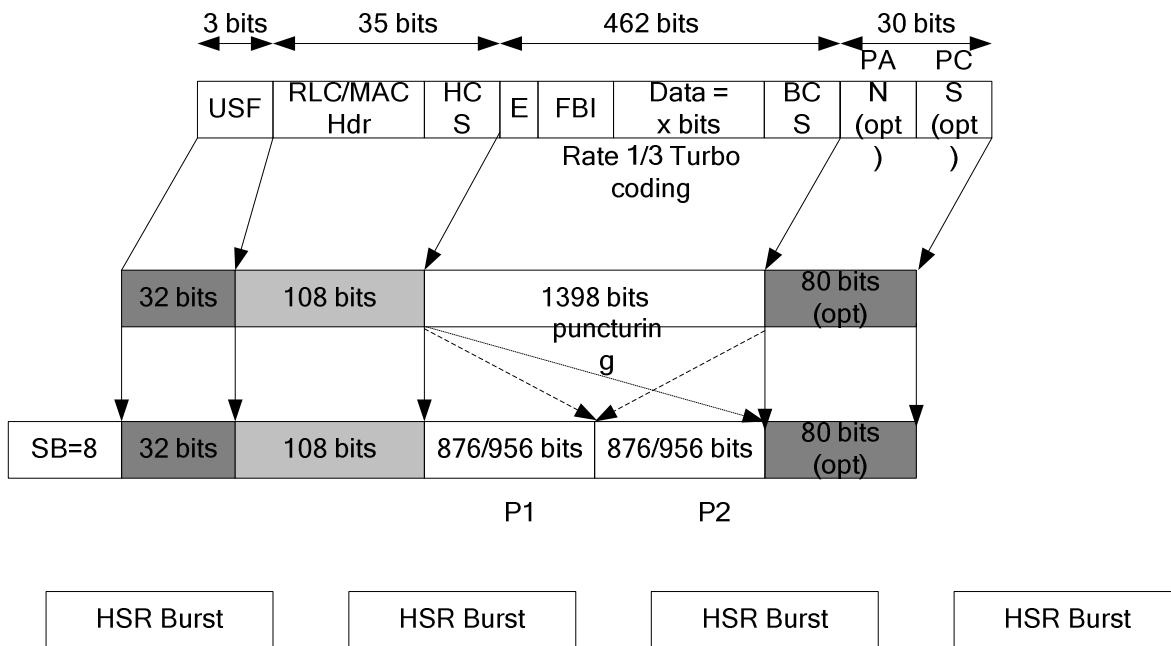 3 bits
35 bits
462 bits
30 bits
USF
RLC/MAC
Hdr
HC
S
E
FBI
Data =
x bits
BC
S
PA
N
(opt
)
PC
S
(opt
)
Rate 1/3 Turbo
coding
32 bits
108 bits
1398 bits
80 bits
(opt)
puncturin
g
SB=8
32 bits
108 bits
876/956 bits
876/956 bits
80 bits
(opt)
P1
P2
HSR Burst
HSR Burst
HSR Burst
HSR Burst